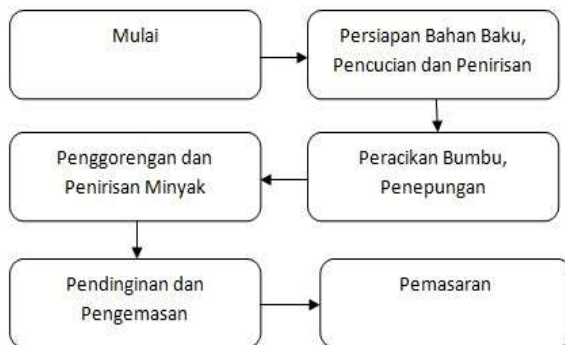 Mulai
Persiapan Bahan Baku,
Pencucian dan Penirisan
Peracikan Bumbu,
Penepungan
Penggorengan dan
Penirisan Minyak
Pendinginan dan
Pengemasan
Pemasaran